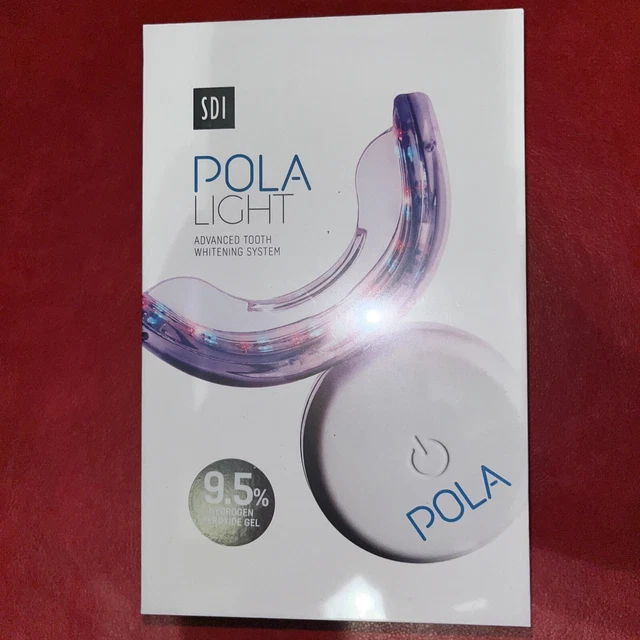 SDI
POLA
LIGHT
ADVANCED TOOTH
WHITENING SYSTEM
9.5%
HYDROGEN
PEROXIDE GEL
POLA